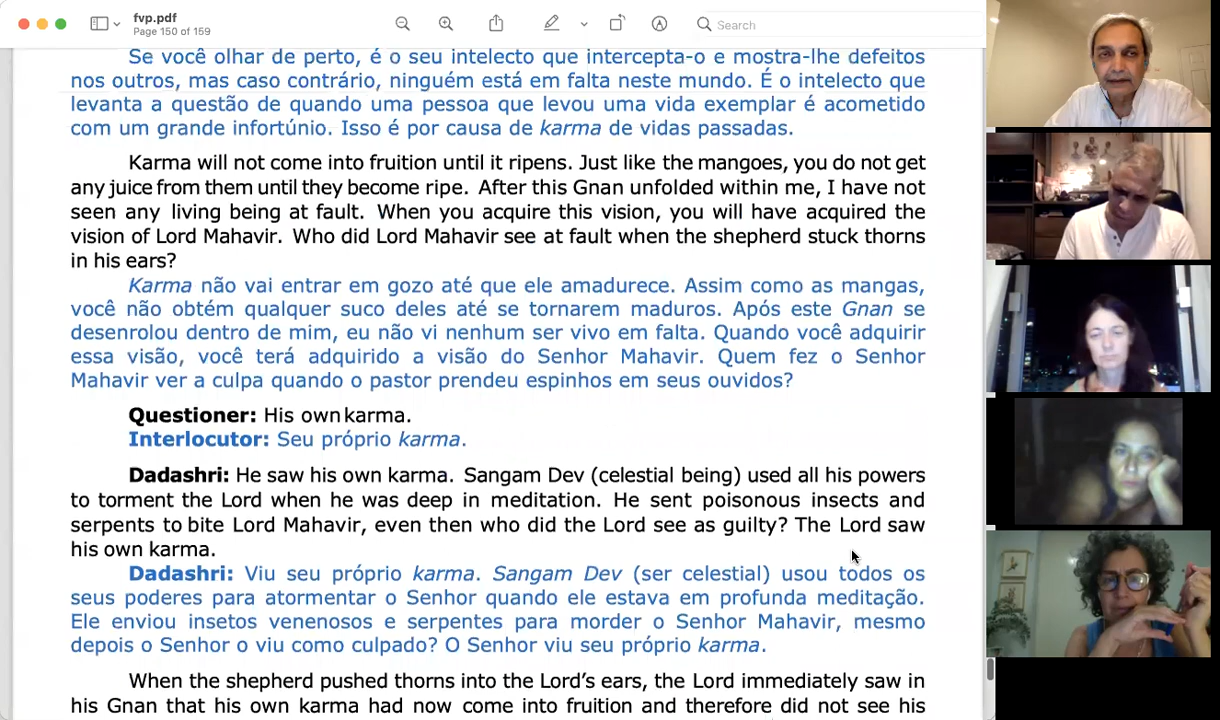 fvp.pdf
Page 150 of 159
Search
Se você olhar de perto, é o seu intelecto que intercepta-o e mostra-lhe defeitos
nos outros, mas caso contrário, ninguém está em falta neste mundo. É o intelecto que
levanta a questão de quando uma pessoa que levou uma vida exemplar é acometido
com um grande infortúnio. Isso é por causa de karma de vidas passadas.
Karma will not come into fruition until it ripens. Just like the mangoes, you do not get
any juice from them until they become ripe. After this Gnan unfolded within me, I have not
seen any living being at fault. When you acquire this vision, you will have acquired the
vision of Lord Mahavir. Who did Lord Mahavir see at fault when the shepherd stuck thorns
in his ears?
Karma não vai entrar em gozo até que ele amadurece. Assim como as mangas,
você não obtém qualquer suco deles até se tornarem maduros. Após este Gnan se
desenrolou dentro de mim, eu não vi nenhum ser vivo em falta. Quando você adquirir
essa visão, você terá adquirido a visão do Senhor Mahavir. Quem fez o Senhor
Mahavir ver a culpa quando o pastor prendeu espinhos em seus ouvidos?
Questioner: His own karma.
Interlocutor: Seu próprio karma.
Dadashri: He saw his own karma. Sangam Dev (celestial being) used all his powers
to torment the Lord when he was deep in meditation. He sent poisonous insects and
serpents to bite Lord Mahavir, even then who did the Lord see as guilty? The Lord saw
his own karma.
Dadashri: Viu seu próprio karma. Sangam Dev (ser celestial) usou todos os
seus poderes para atormentar o Senhor quando ele estava em profunda meditação.
Ele enviou insetos venenosos e serpentes para morder o Senhor Mahavir, mesmo
depois o Senhor o viu como culpado? O Senhor viu seu próprio karma.
When the shepherd pushed thorns into the Lord's ears, the Lord immediately saw in
his Gnan that his own karma had now come into fruition and therefore did not see his